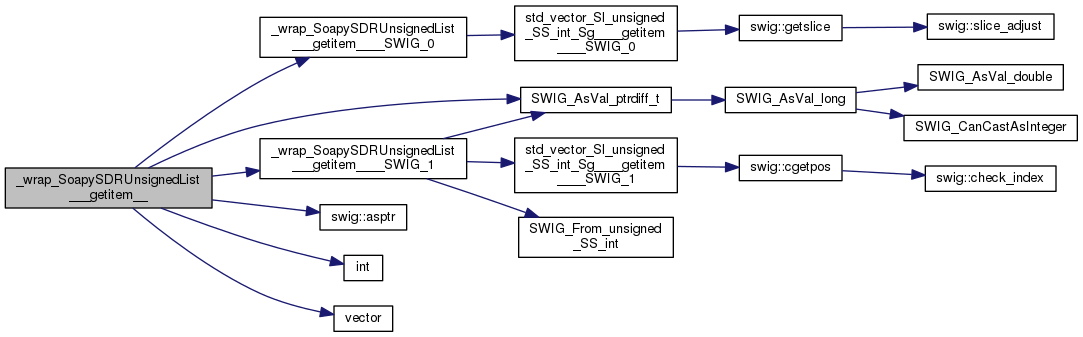 _wrap_SoapySDRUnsignedList
___getitem____SWIG_0
std_vector_Sl_unsigned
_SS_int_Sg____getitem
____SWIG_0
swig::getslice
swig::slice_adjust
SWIG_AsVal_ptrdiff_t
SWIG_AsVal_long
SWIG_AsVal_double
SWIG_CanCastAsInteger
_wrap_SoapySDRUnsignedList
___getitem____SWIG_1
std_vector_Sl_unsigned
_SS_int_Sg____getitem
____SWIG_1
swig::cgetpos
swig::check_index
_wrap_SoapySDRUnsignedList
___getitem__
swig::asptr
SWIG_From_unsigned
_SS_int
int
vector